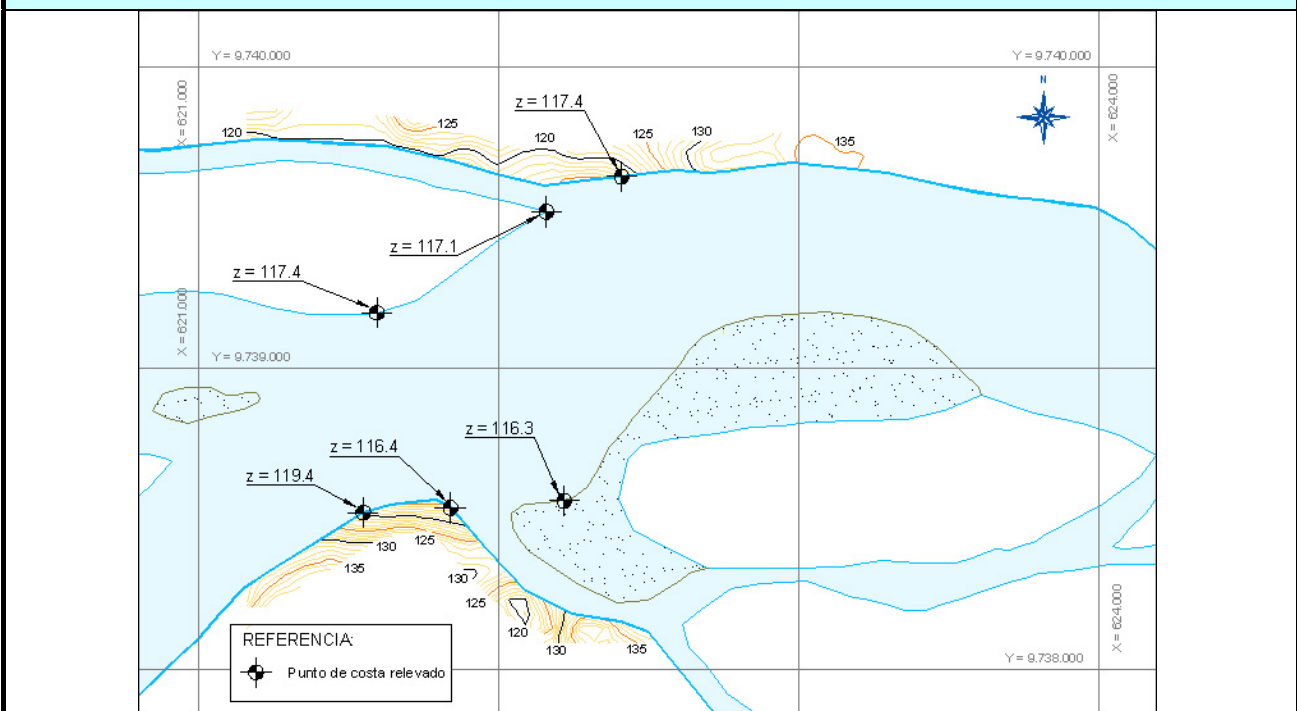 Y = 9.740.000
Y = 9.740.000
X = 621.000
X = 624.000
N
z = 117.4
120
125
120
125
130
135
z = 117.1
z = 117.4
X = 621.000
Y = 9.739.000
z = 116.3
z = 116.4
z = 119.4
130
125
135
130
125
120
130
135
X = 624.000
Y = 9.738.000
REFERENCIA:
Punto de costa relevado